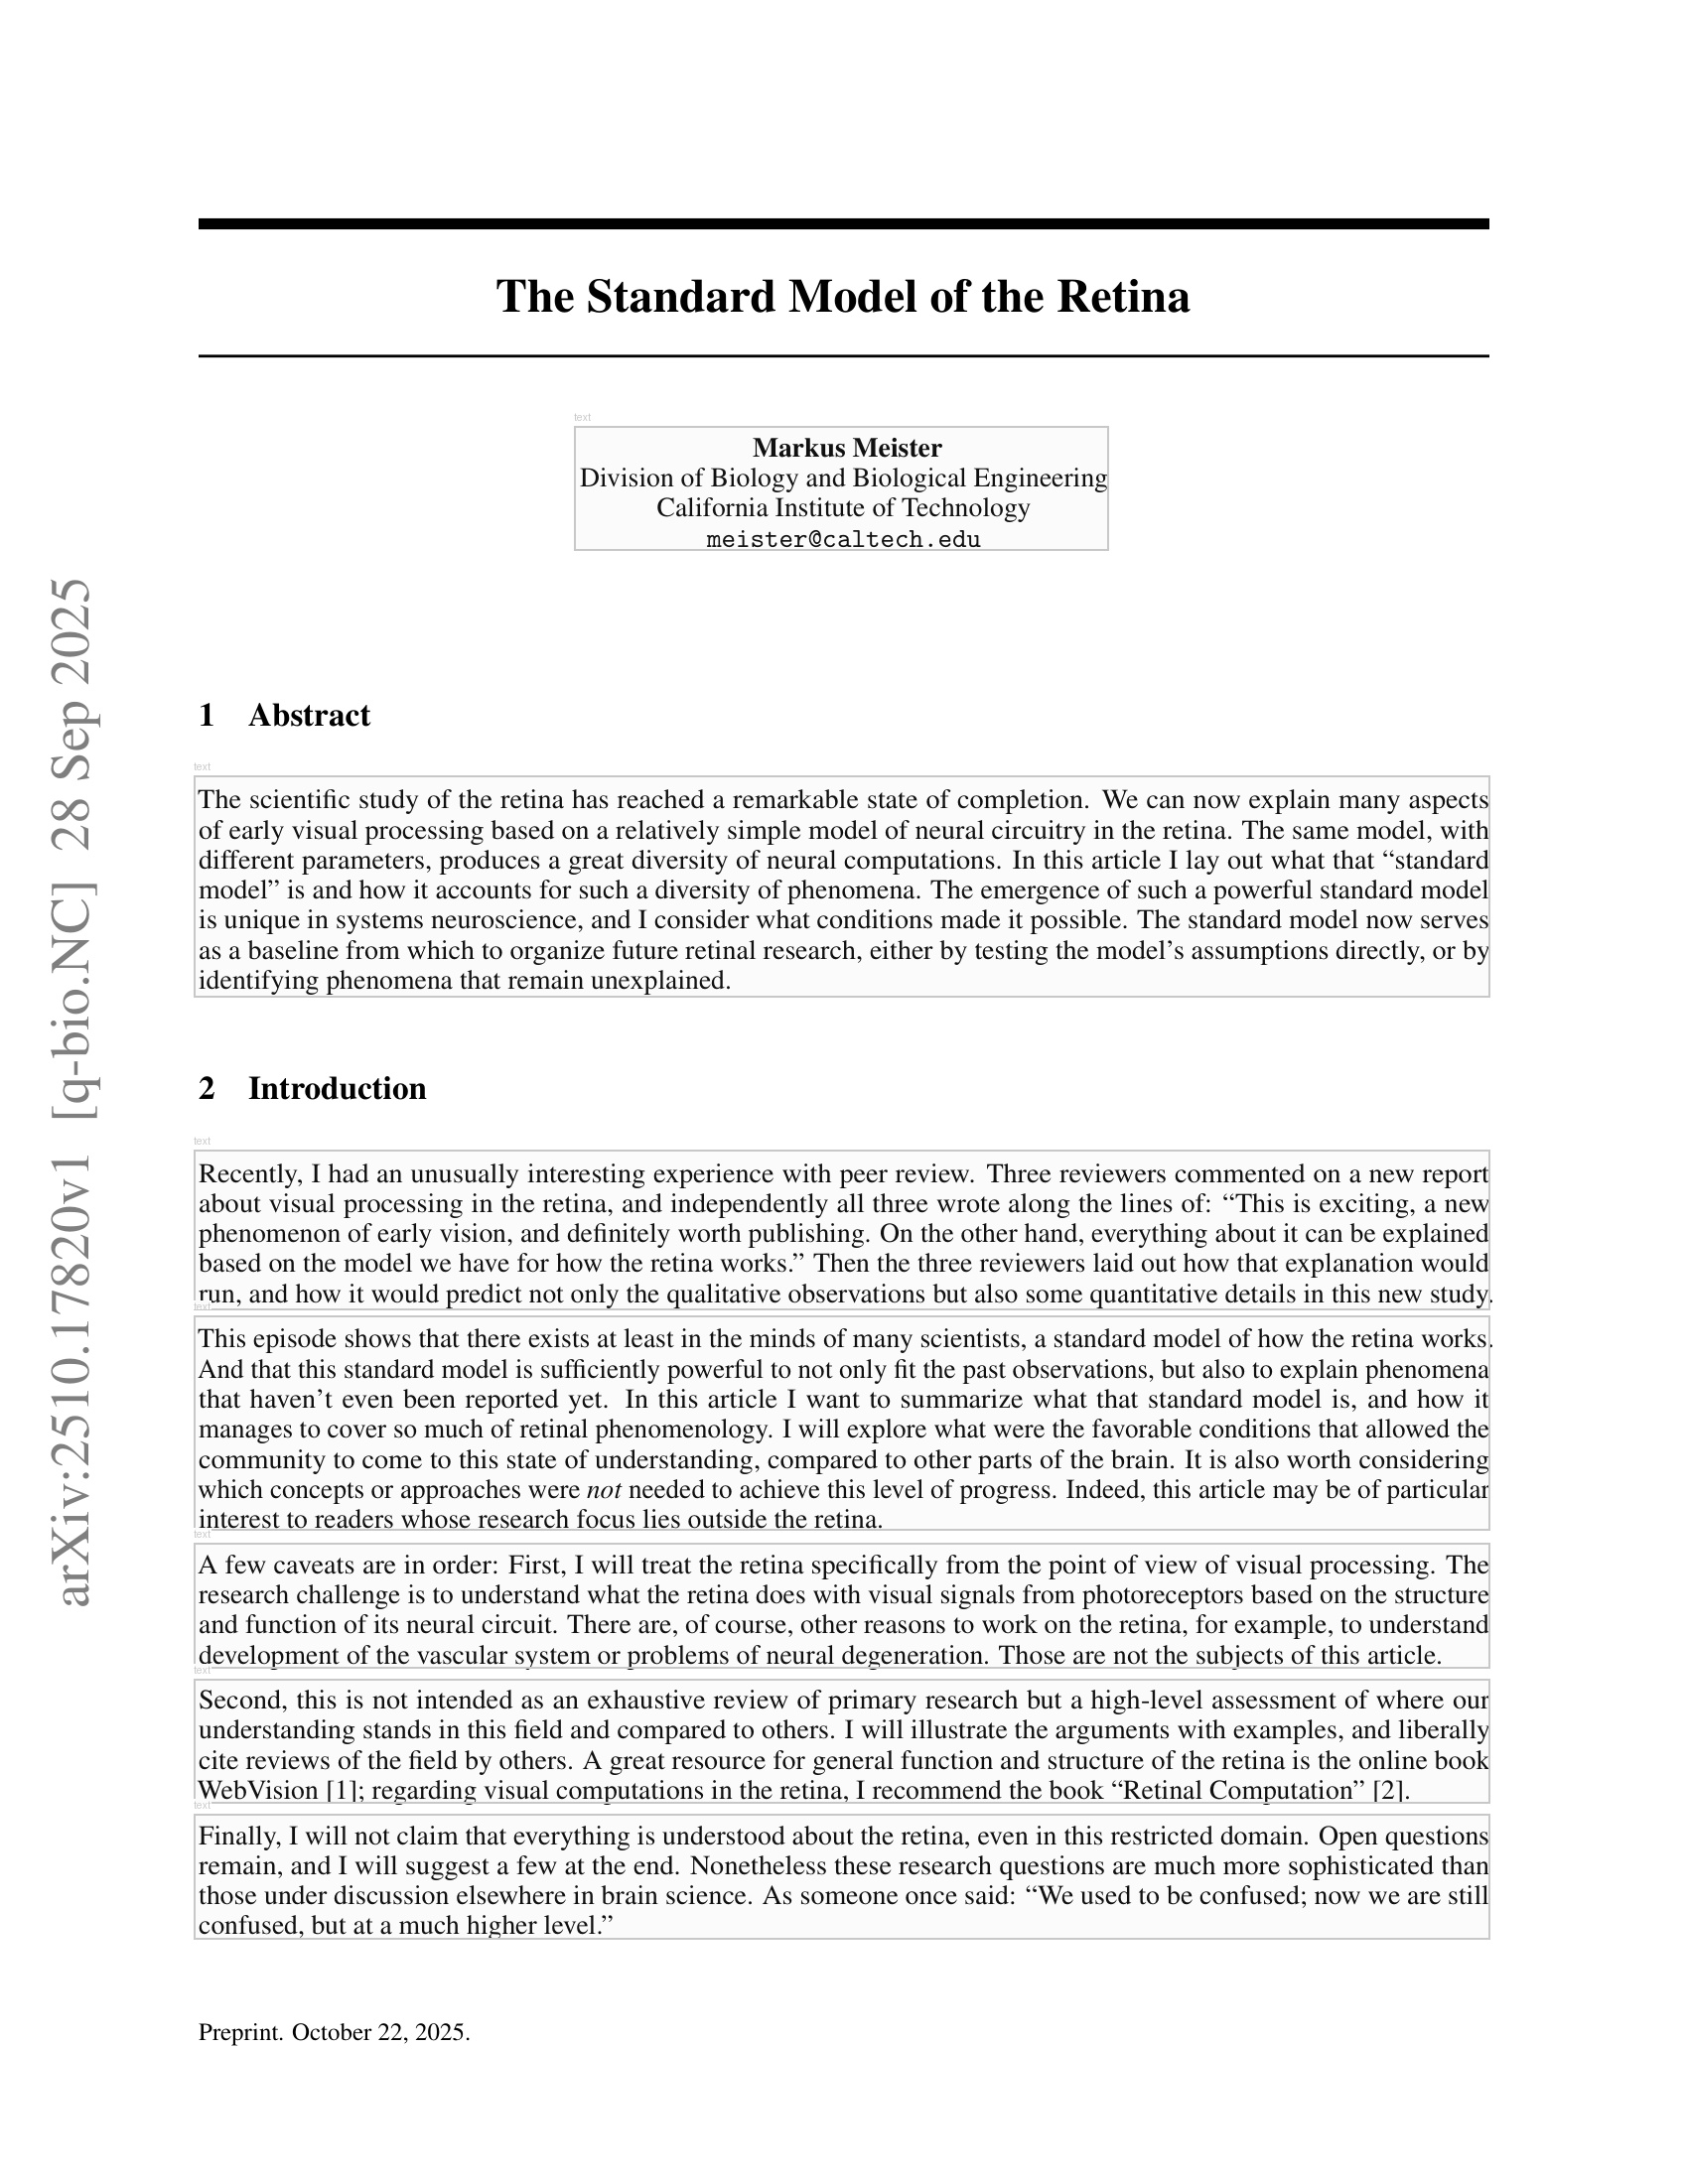 The Standard Model of the Retina
text
Markus Meister
Division of Biology and Biological Engineering
California Institute of Technology
meister@caltech.edu
arXiv:2510.17820v1 [q-bio.NC] 28 Sep 2025
1 Abstract
text
The scientific study of the retina has reached a remarkable state of completion. We can now explain many aspects
of early visual processing based on a relatively simple model of neural circuitry in the retina. The same model, with
different parameters, produces a great diversity of neural computations. In this article I lay out what that “standard
model” is and how it accounts for such a diversity of phenomena. The emergence of such a powerful standard model
is unique in systems neuroscience, and I consider what conditions made it possible. The standard model now serves
as a baseline from which to organize future retinal research, either by testing the model’s assumptions directly, or by
identifying phenomena that remain unexplained.
2 Introduction
text
Recently, I had an unusually interesting experience with peer review. Three reviewers commented on a new report
about visual processing in the retina, and independently all three wrote along the lines of: “This is exciting, a new
phenomenon of early vision, and definitely worth publishing. On the other hand, everything about it can be explained
based on the model we have for how the retina works.” Then the three reviewers laid out how that explanation would
run, and how it would predict not only the qualitative observations but also some quantitative details in this new study.
text
This episode shows that there exists at least in the minds of many scientists, a standard model of how the retina works.
And that this standard model is sufficiently powerful to not only fit the past observations, but also to explain phenomena
that haven’t even been reported yet. In this article I want to summarize what that standard model is, and how it
manages to cover so much of retinal phenomenology. I will explore what were the favorable conditions that allowed the
community to come to this state of understanding, compared to other parts of the brain. It is also worth considering
which concepts or approaches were not needed to achieve this level of progress. Indeed, this article may be of particular
interest to readers whose research focus lies outside the retina.
text
A few caveats are in order: First, I will treat the retina specifically from the point of view of visual processing. The
research challenge is to understand what the retina does with visual signals from photoreceptors based on the structure
and function of its neural circuit. There are, of course, other reasons to work on the retina, for example, to understand
development of the vascular system or problems of neural degeneration. Those are not the subjects of this article.
text
Second, this is not intended as an exhaustive review of primary research but a high-level assessment of where our
understanding stands in this field and compared to others. I will illustrate the arguments with examples, and liberally
cite reviews of the field by others. A great resource for general function and structure of the retina is the online book
WebVision [1]; regarding visual computations in the retina, I recommend the book “Retinal Computation” [2].
text
Finally, I will not claim that everything is understood about the retina, even in this restricted domain. Open questions
remain, and I will suggest a few at the end. Nonetheless these research questions are much more sophisticated than
those under discussion elsewhere in brain science. As someone once said: “We used to be confused; now we are still
confused, but at a much higher level.”
Preprint. October 22, 2025.